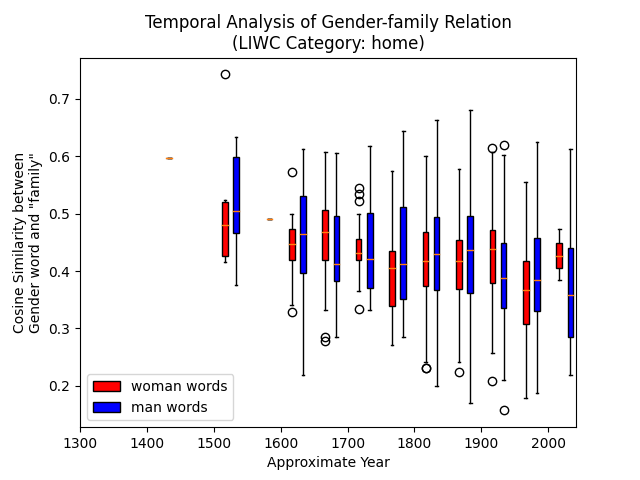 Temporal Analysis of Gender-family Relation
(LIWC Category: home)
Cosine Similarity between
Gender word and "family"
0.7
0.6
0.5
0.4
0.3
0.2
woman words
man words
1300 1400 1500 1600 1700 1800 1900 2000
Approximate Year